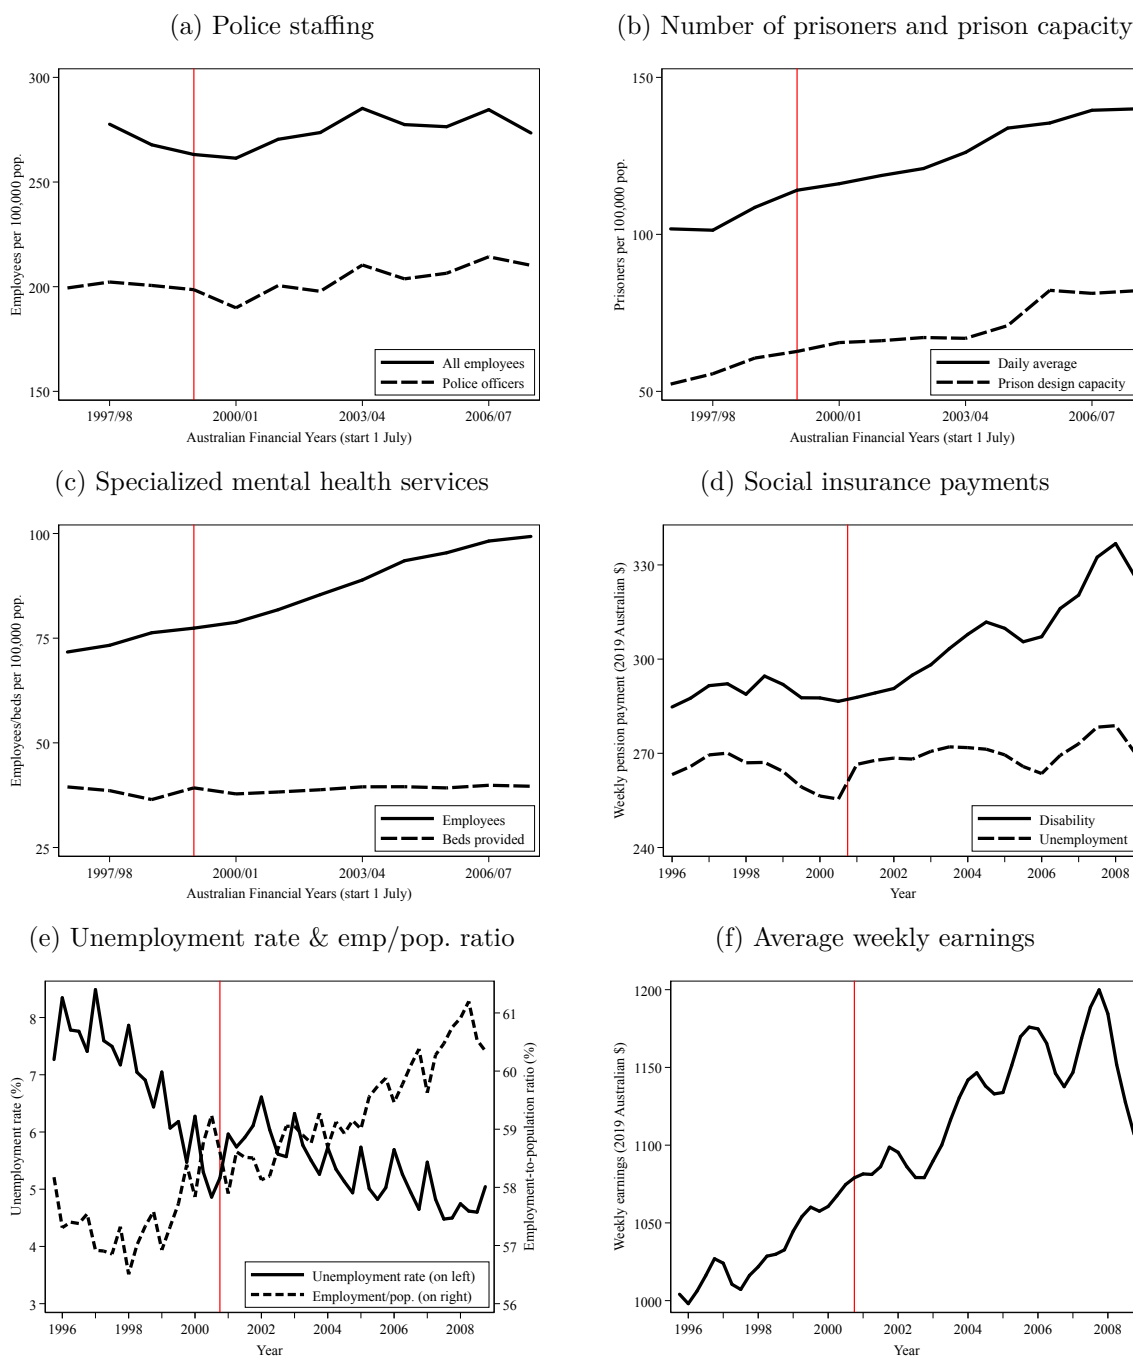 (a) Police staffing
300
250
200
150
Employees per 100,000 pop.
All employees
Police officers
1997/98 2000/01 2003/04 2006/07
Australian Financial Years (start 1 July)
(b) Number of prisoners and prison capacity
150
100
50
Prisoners per 100,000 pop.
Daily average
Prison design capacity
1997/98 2000/01 2003/04 2006/07
Australian Financial Years (start 1 July)
(c) Specialized mental health services
100
75
50
25
Employees/beds per 100,000 pop.
Employees
Beds provided
1997/98 2000/01 2003/04 2006/07
Australian Financial Years (start 1 July)
(d) Social insurance payments
330
300
270
240
Weekly pension payment (2019 Australian $)
Disability
Unemployment
1996 1998 2000 2002 2004 2006 2008
Year
(e) Unemployment rate & emp/pop. ratio
8
7
6
5
4
3%
Unemployment rate (%)
61
60
59
58
57
56
Employment-to-population ratio (%)
Unemployment rate (on left)
Employment/pop. (on right)
1996 1998 2000 2002 2004 2006 2008
Year
(f) Average weekly earnings
1200
1150
1100
1050
1000
Weekly earnings (2019 Australian $)
1996 1998 2000 2002 2004 2006 2008
Year